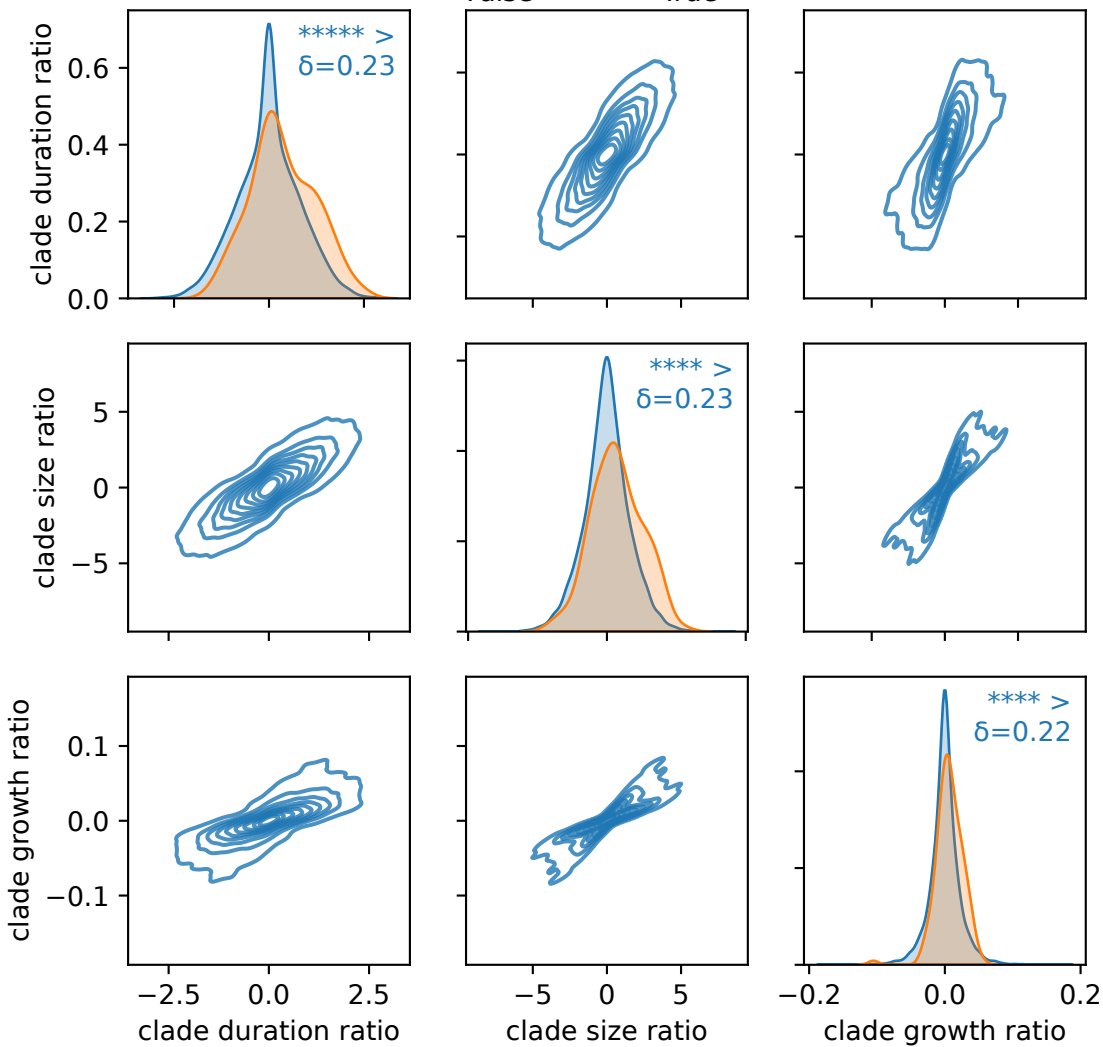 ***** >
δ=0.23
clade duration ratio
0.6
0.4
0.2
0.0
**** >
δ=0.23
clade size ratio
5
0
−5
**** >
δ=0.22
clade growth ratio
0.1
0.0
−0.1
−2.5 0.0 2.5
−5 0 5
−0.2 0.0 0.2
clade duration ratio
clade size ratio
clade growth ratio